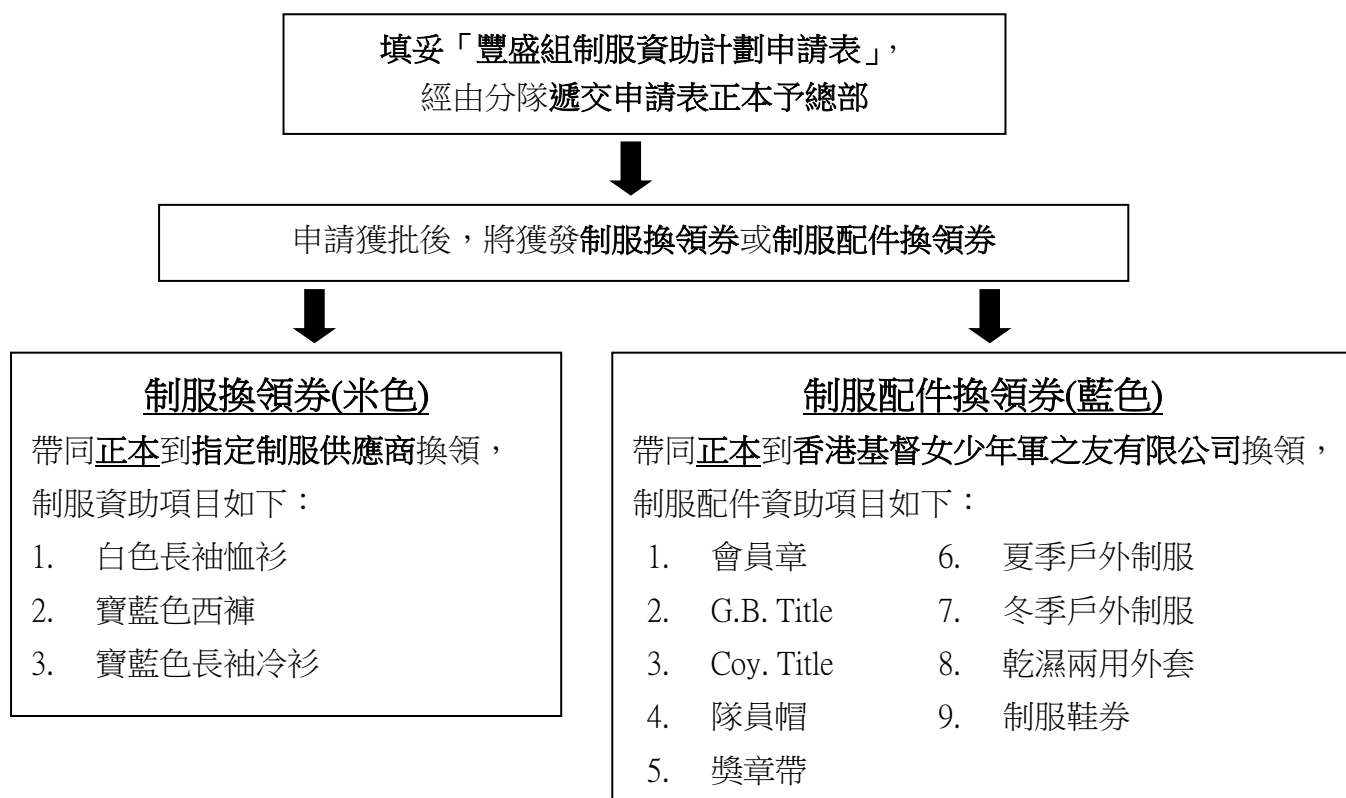 填妥「豐盛組制服資助計劃申請表」，
經由分隊遞交申請表正本予總部
申請獲批後，將獲發制服換領券或制服配件換領券
制服換領券(米色)
帶同正本到指定制服供應商換領，
制服資助項目如下：
1. 白色長袖恤衫
2. 寶藍色西褲
3. 寶藍色長袖冷衫
制服配件換領券(藍色)
帶同正本到香港基督女少年軍之友有限公司換領，
制服配件資助項目如下：
1. 會員章
2. G.B. Title
3. Coy. Title
4. 隊員帽
5. 獎章帶
6. 夏季戶外制服
7. 冬季戶外制服
8. 乾濕兩用外套
9. 制服鞋券